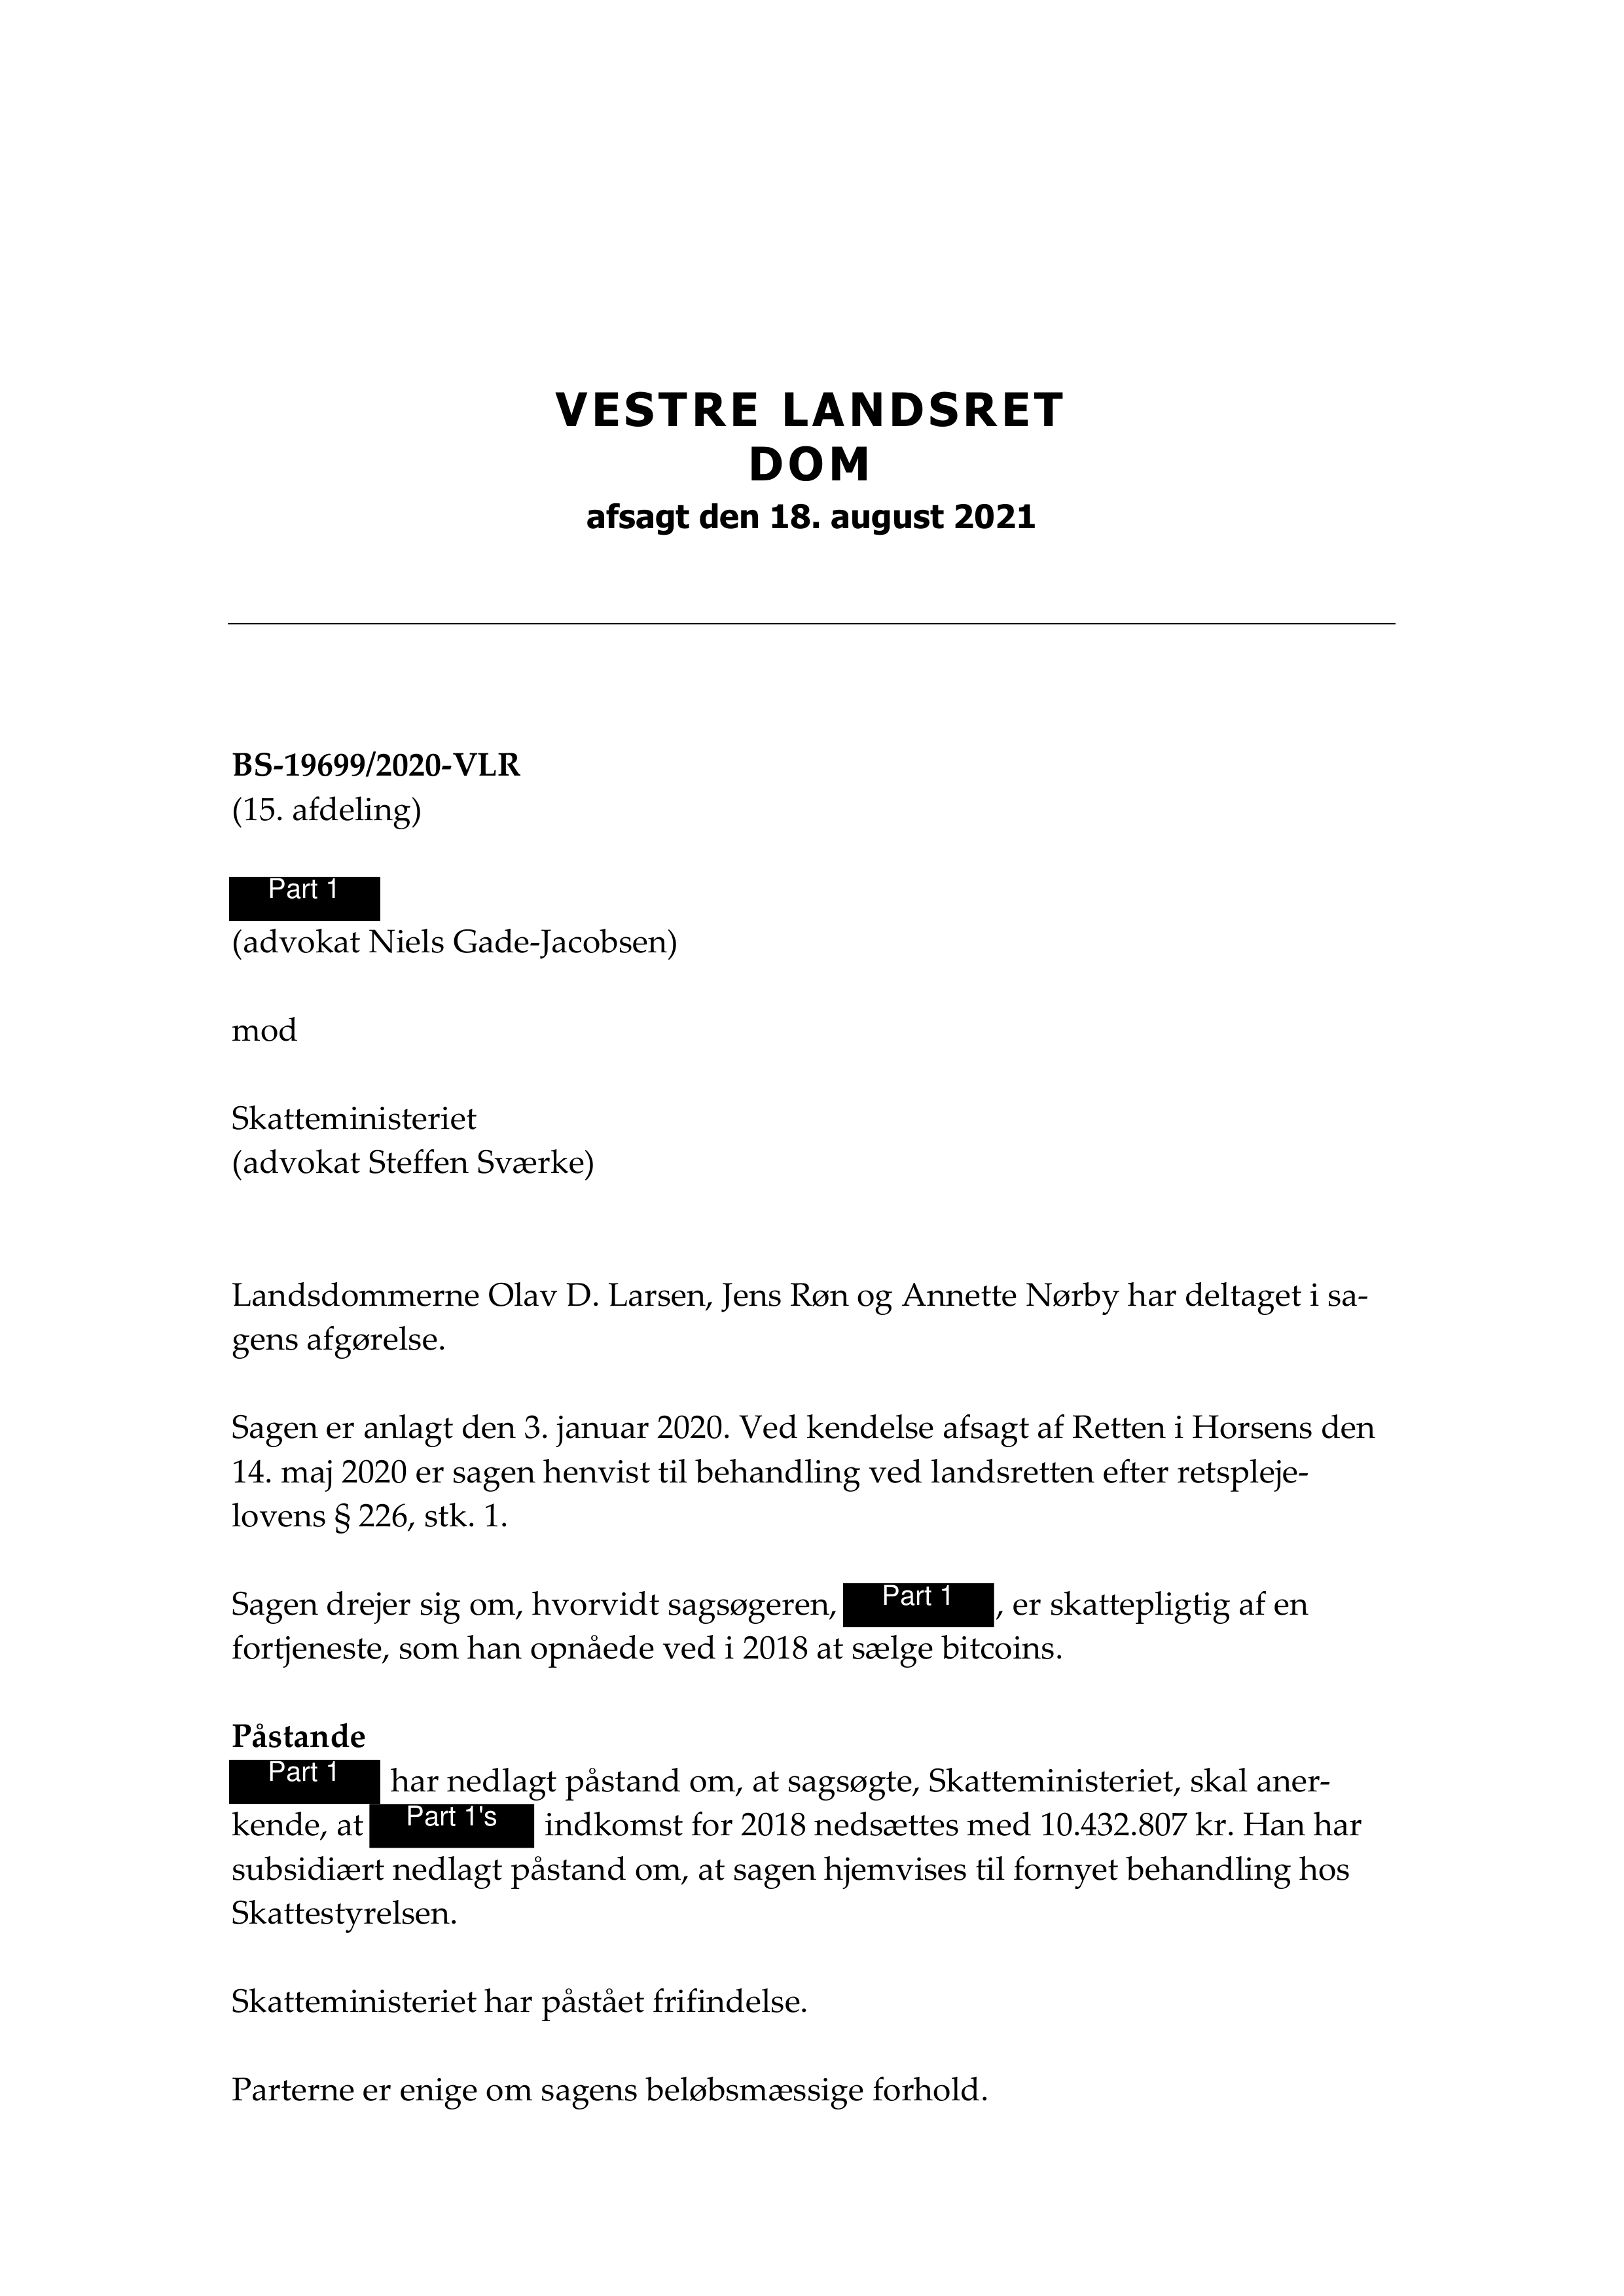 VESTRE LANDSRET
DOM
afsagt den 18. august 2021
BS-19699/2020-VLR
(15. afdeling)
Part 1
(advokat Niels Gade-Jacobsen)
mod
Skatteministeriet
(advokat Steffen Sværke)
Landsdommerne Olav D. Larsen, Jens Røn og Annette Nørby har deltaget i sa-
gens afgørelse.
Sagen er anlagt den 3. januar 2020. Ved kendelse afsagt af Retten i Horsens den
14. maj 2020 er sagen henvist til behandling ved landsretten efter retspleje-
lovens § 226, stk. 1.
Sagen drejer sig om, hvorvidt sagsøgeren, Part 1, er skattepligtig af en
fortjeneste, som han opnåede ved i 2018 at sælge bitcoins.
Påstande
Part 1 har nedlagt påstand om, at sagsøgte, Skatteministeriet, skal aner-
kende, at Part 1's indkomst for 2018 nedsættes med 10.432.807 kr. Han har
subsidiært nedlagt påstand om, at sagen hjemvises til fornyet behandling hos
Skattestyrelsen.
Skatteministeriet har påstået frifindelse.
Parterne er enige om sagens beløbsmæssige forhold.